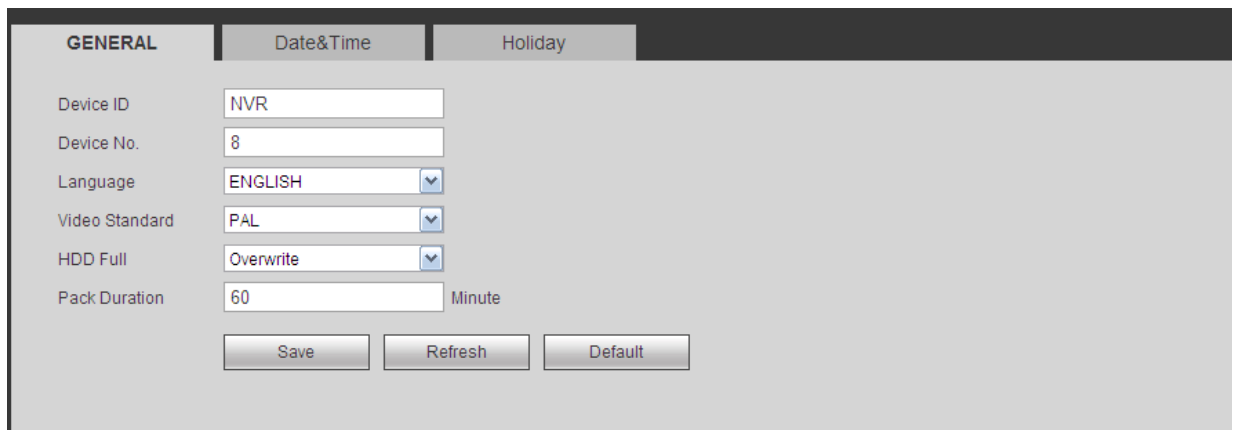 GENERAL Date&Time Holiday
Device ID NVR
Device No. 8
Language ENGLISH
Video Standard PAL
HDD Full Overwrite
Pack Duration 60 Minute
Save Refresh Default